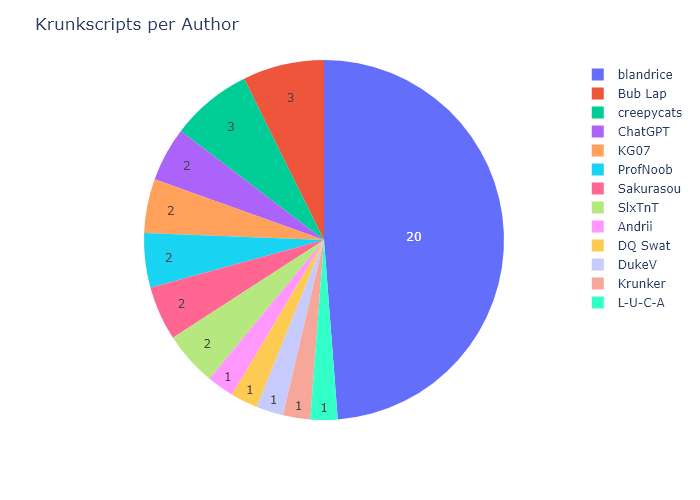 Krunkscripts per Author
20
3
3
2
2
2
2
2
1
1
1
1
1
blandrice
Bub Lap
creepycats
ChatGPT
KG07
ProfNoob
Sakurasou
SlxTnT
Andrii
DQ Swat
DukeV
Krunker
L-U-C-A